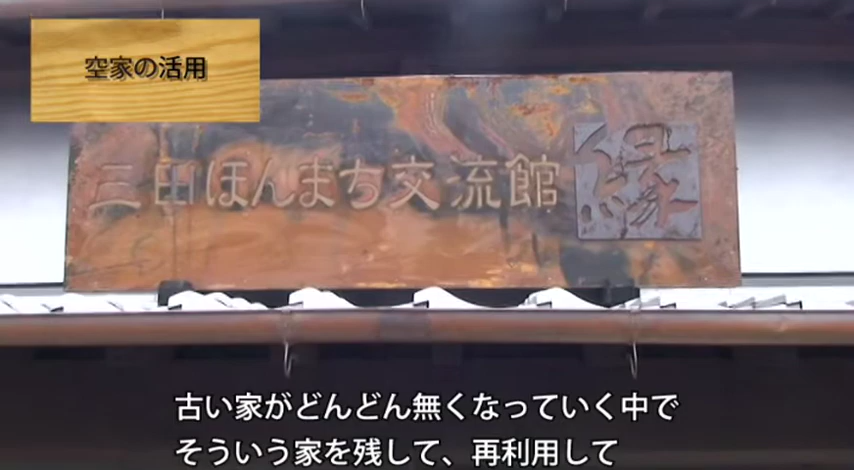 空家の活用
三田ほんまち交流館 縁
古い家がどんどん無くなっていく中で
そういう家を残して、再利用して